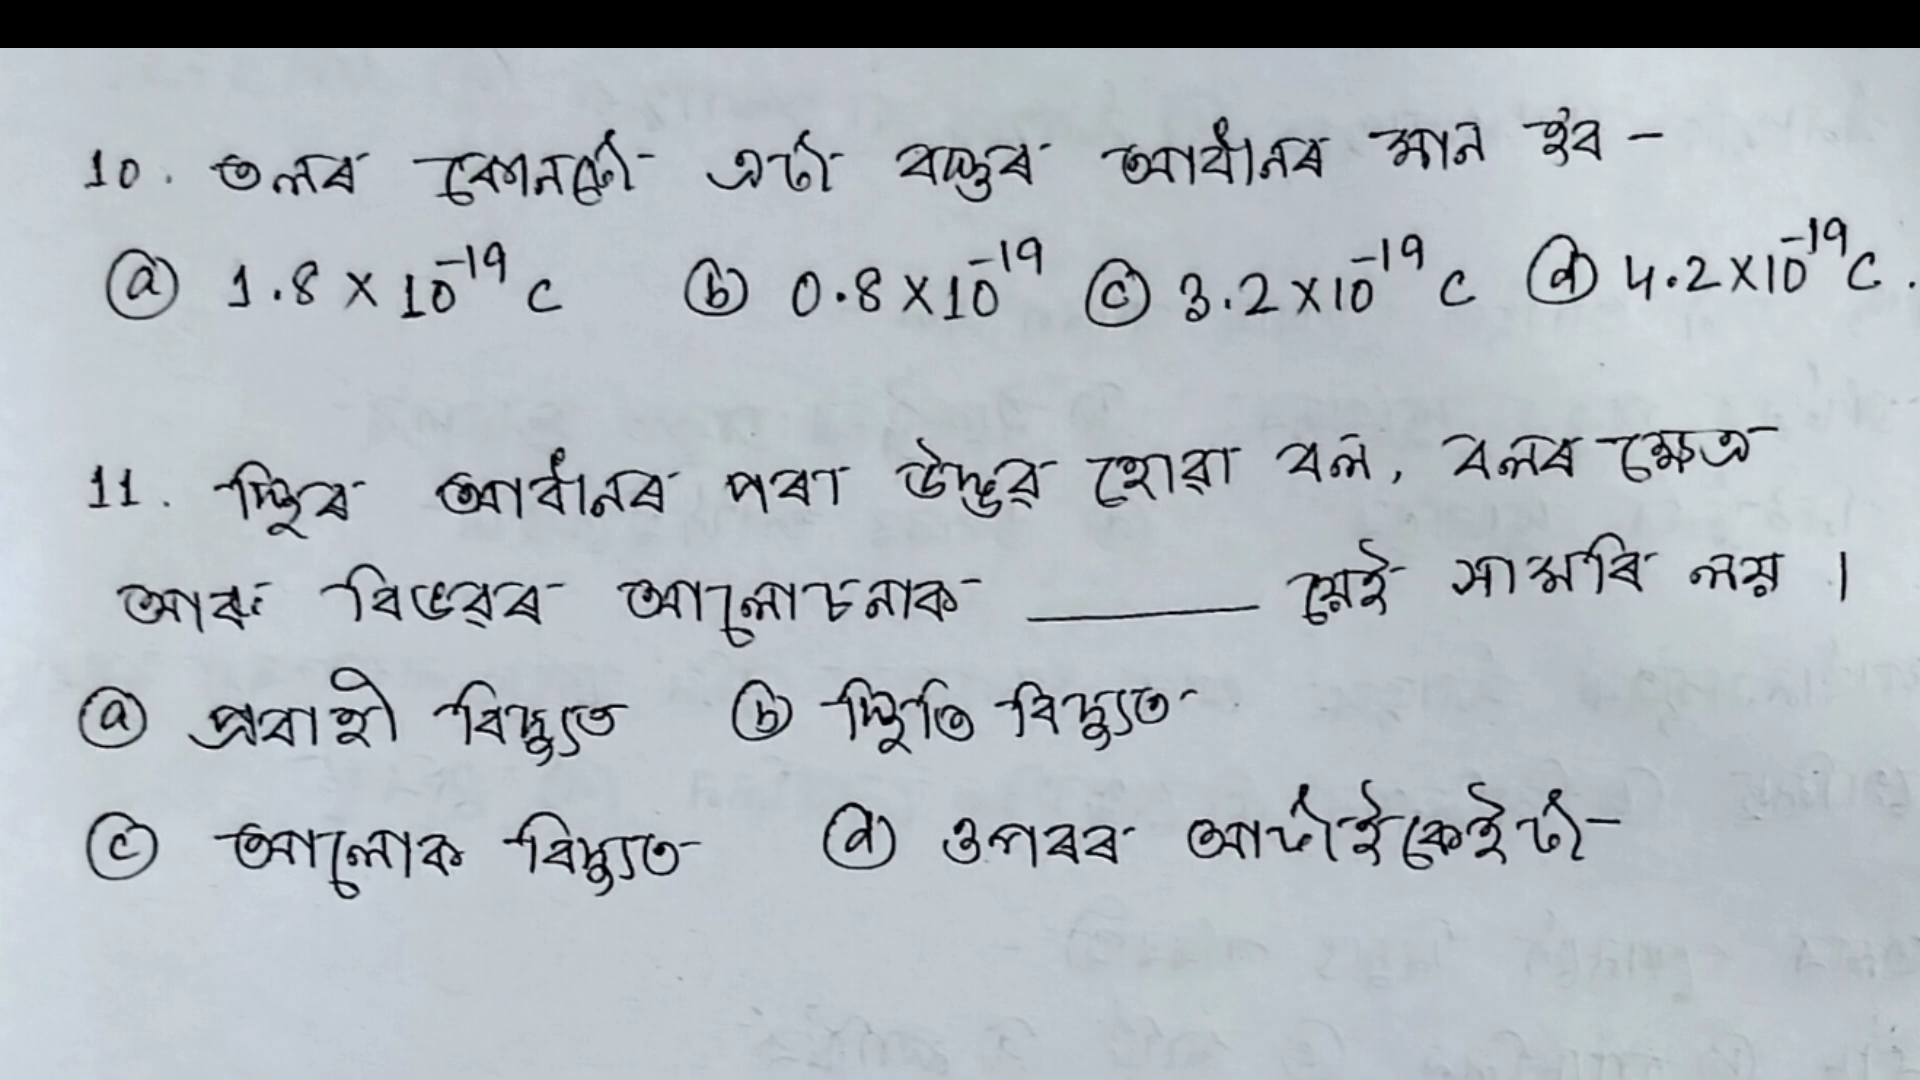 10. তলৰ কোনটো এটা বস্তুৰ আধানৰ মান হ'ব -
ⓐ 1.8 × 10⁻¹⁹ C ⓑ 0.8 × 10⁻¹⁹ ⓒ 3.2 × 10⁻¹⁹ C ⓓ 4.2 × 10⁻¹⁹ C.
11. স্থিৰ আধানৰ পৰা উদ্ভৱ হোৱা বল, বলৰ ক্ষেত্ৰ
আৰু বিভৱৰ আলোচনাক ______ য়েই সামৰি লয় ।
ⓐ প্ৰবাহী বিদ্যুত ⓑ স্থিতি বিদ্যুত
ⓒ আলোক বিদ্যুত ⓓ ওপৰৰ আটাইকেইটা